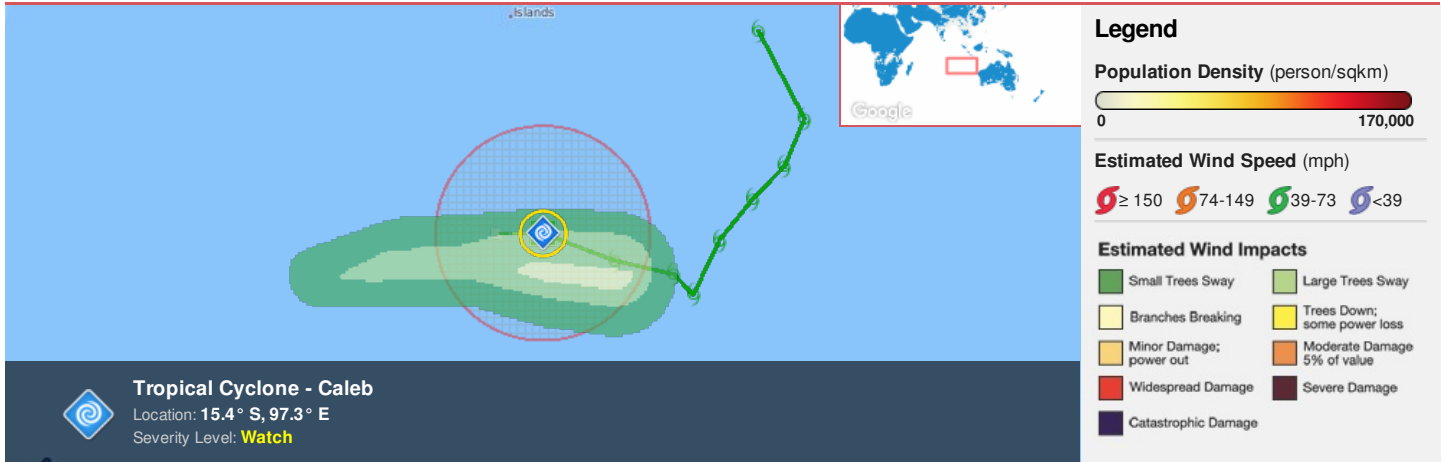 Islands
Google
Tropical Cyclone - Caleb
Location: 15.4° S, 97.3° E
Severity Level: Watch
Legend
Population Density (person/sqkm)
0 170,000
Estimated Wind Speed (mph)
≥ 150 74-149 39-73 <39
Estimated Wind Impacts
Small Trees Sway
Large Trees Sway
Branches Breaking
Trees Down;
some power loss
Minor Damage;
power out
Moderate Damage
5% of value
Widespread Damage
Severe Damage
Catastrophic Damage